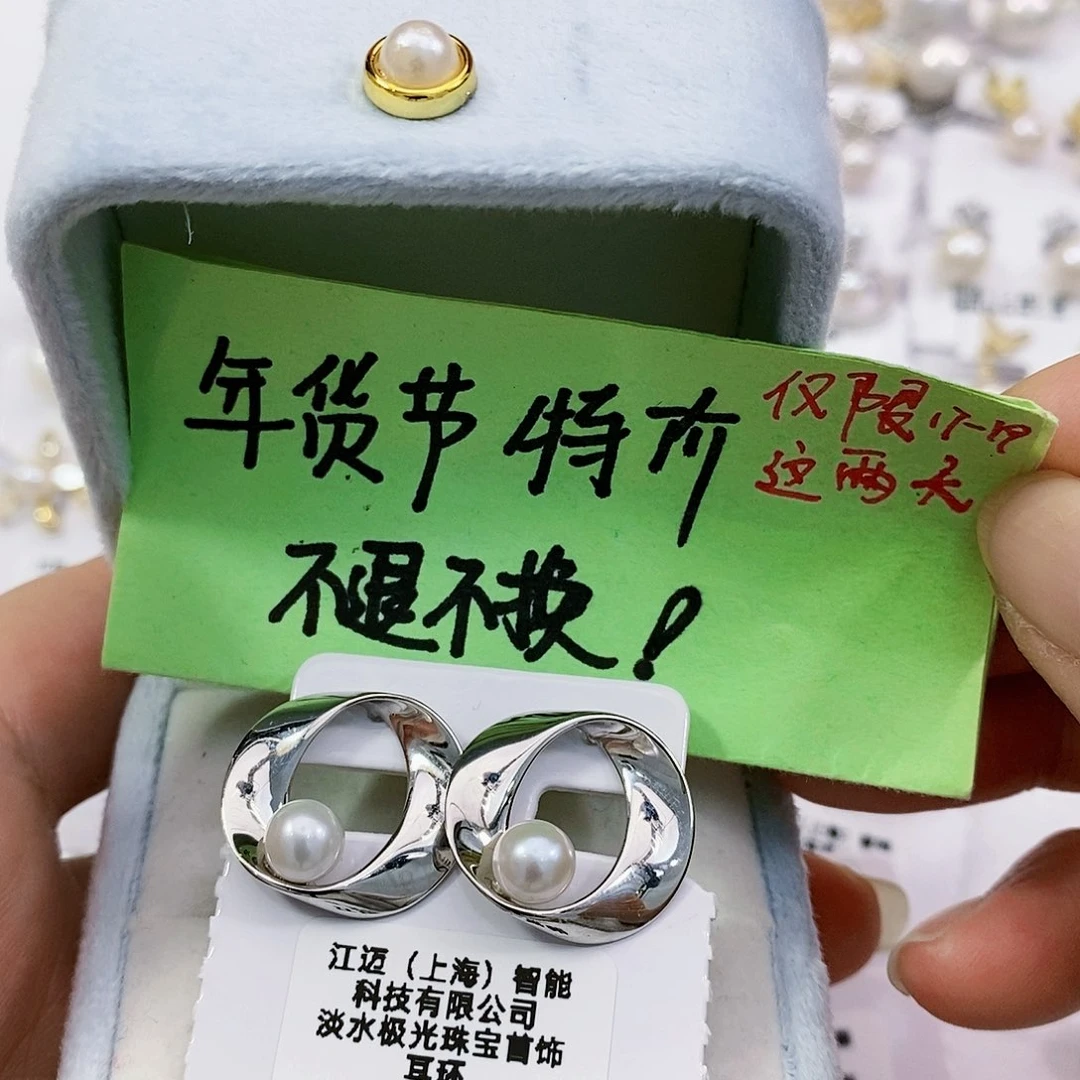 年货节 特价
仅限17-19
这两天
不退不换！
江迈（上海）智能
科技有限公司
淡水极光珠宝首饰
耳环